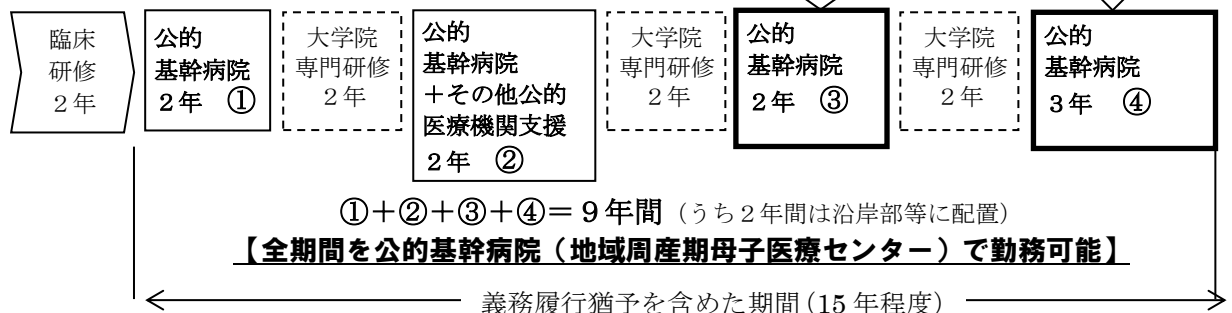 臨床
研修
２年
公的
基幹病院
２年　①
大学院
専門研修
２年
公的
基幹病院
＋その他公的
医療機関支援
２年　②
大学院
専門研修
２年
公的
基幹病院
２年　③
大学院
専門研修
２年
公的
基幹病院
３年　④
①＋②＋③＋④＝９年間（うち２年間は沿岸部等に配置）
【全期間を公的基幹病院（地域周産期母子医療センター）で勤務可能】
義務履行猶予を含めた期間（15 年程度）